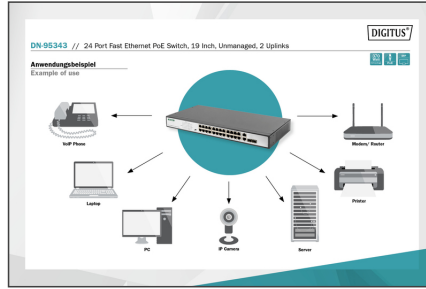 DIGITUS®
DN-95343 // 24 Port Fast Ethernet PoE Switch, 19 Inch, Unmanaged, 2 Uplinks
Anwendungsbeispiel
Example of use
VoIP Phone
Modem/ Router
Laptop
Printer
PC
IP Camera
Server